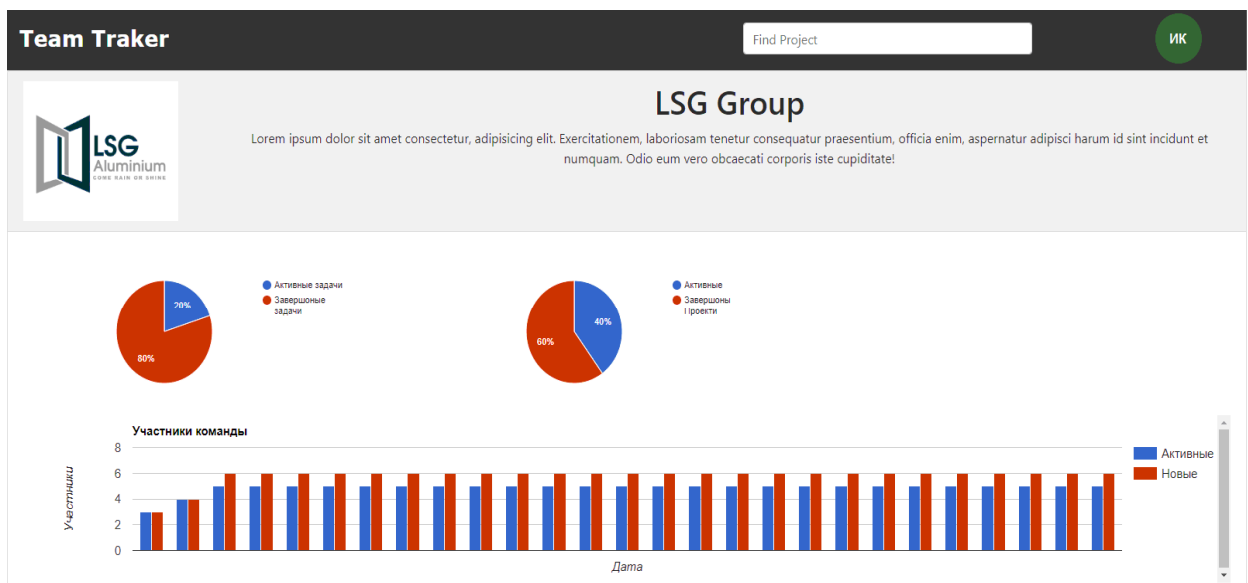 Team Traker
Find Project
ИК
LSG
Aluminium
COME RAIN OR SHINE
LSG Group
Lorem ipsum dolor sit amet consectetur, adipisicing elit. Exercitationem, laboriosam tenetur consequatur praesentium, officia enim, aspernatur adipisci harum id sint incidunt et
numquam. Odio eum vero obcaecati corporis iste cupiditate!
20%
80%
Активные задачи
Завершоные
задачи
40%
60%
Активные
Завершоны
Проекти
Участники команды
8
6
4
2
0
Участники
Дата
Активные
Новые